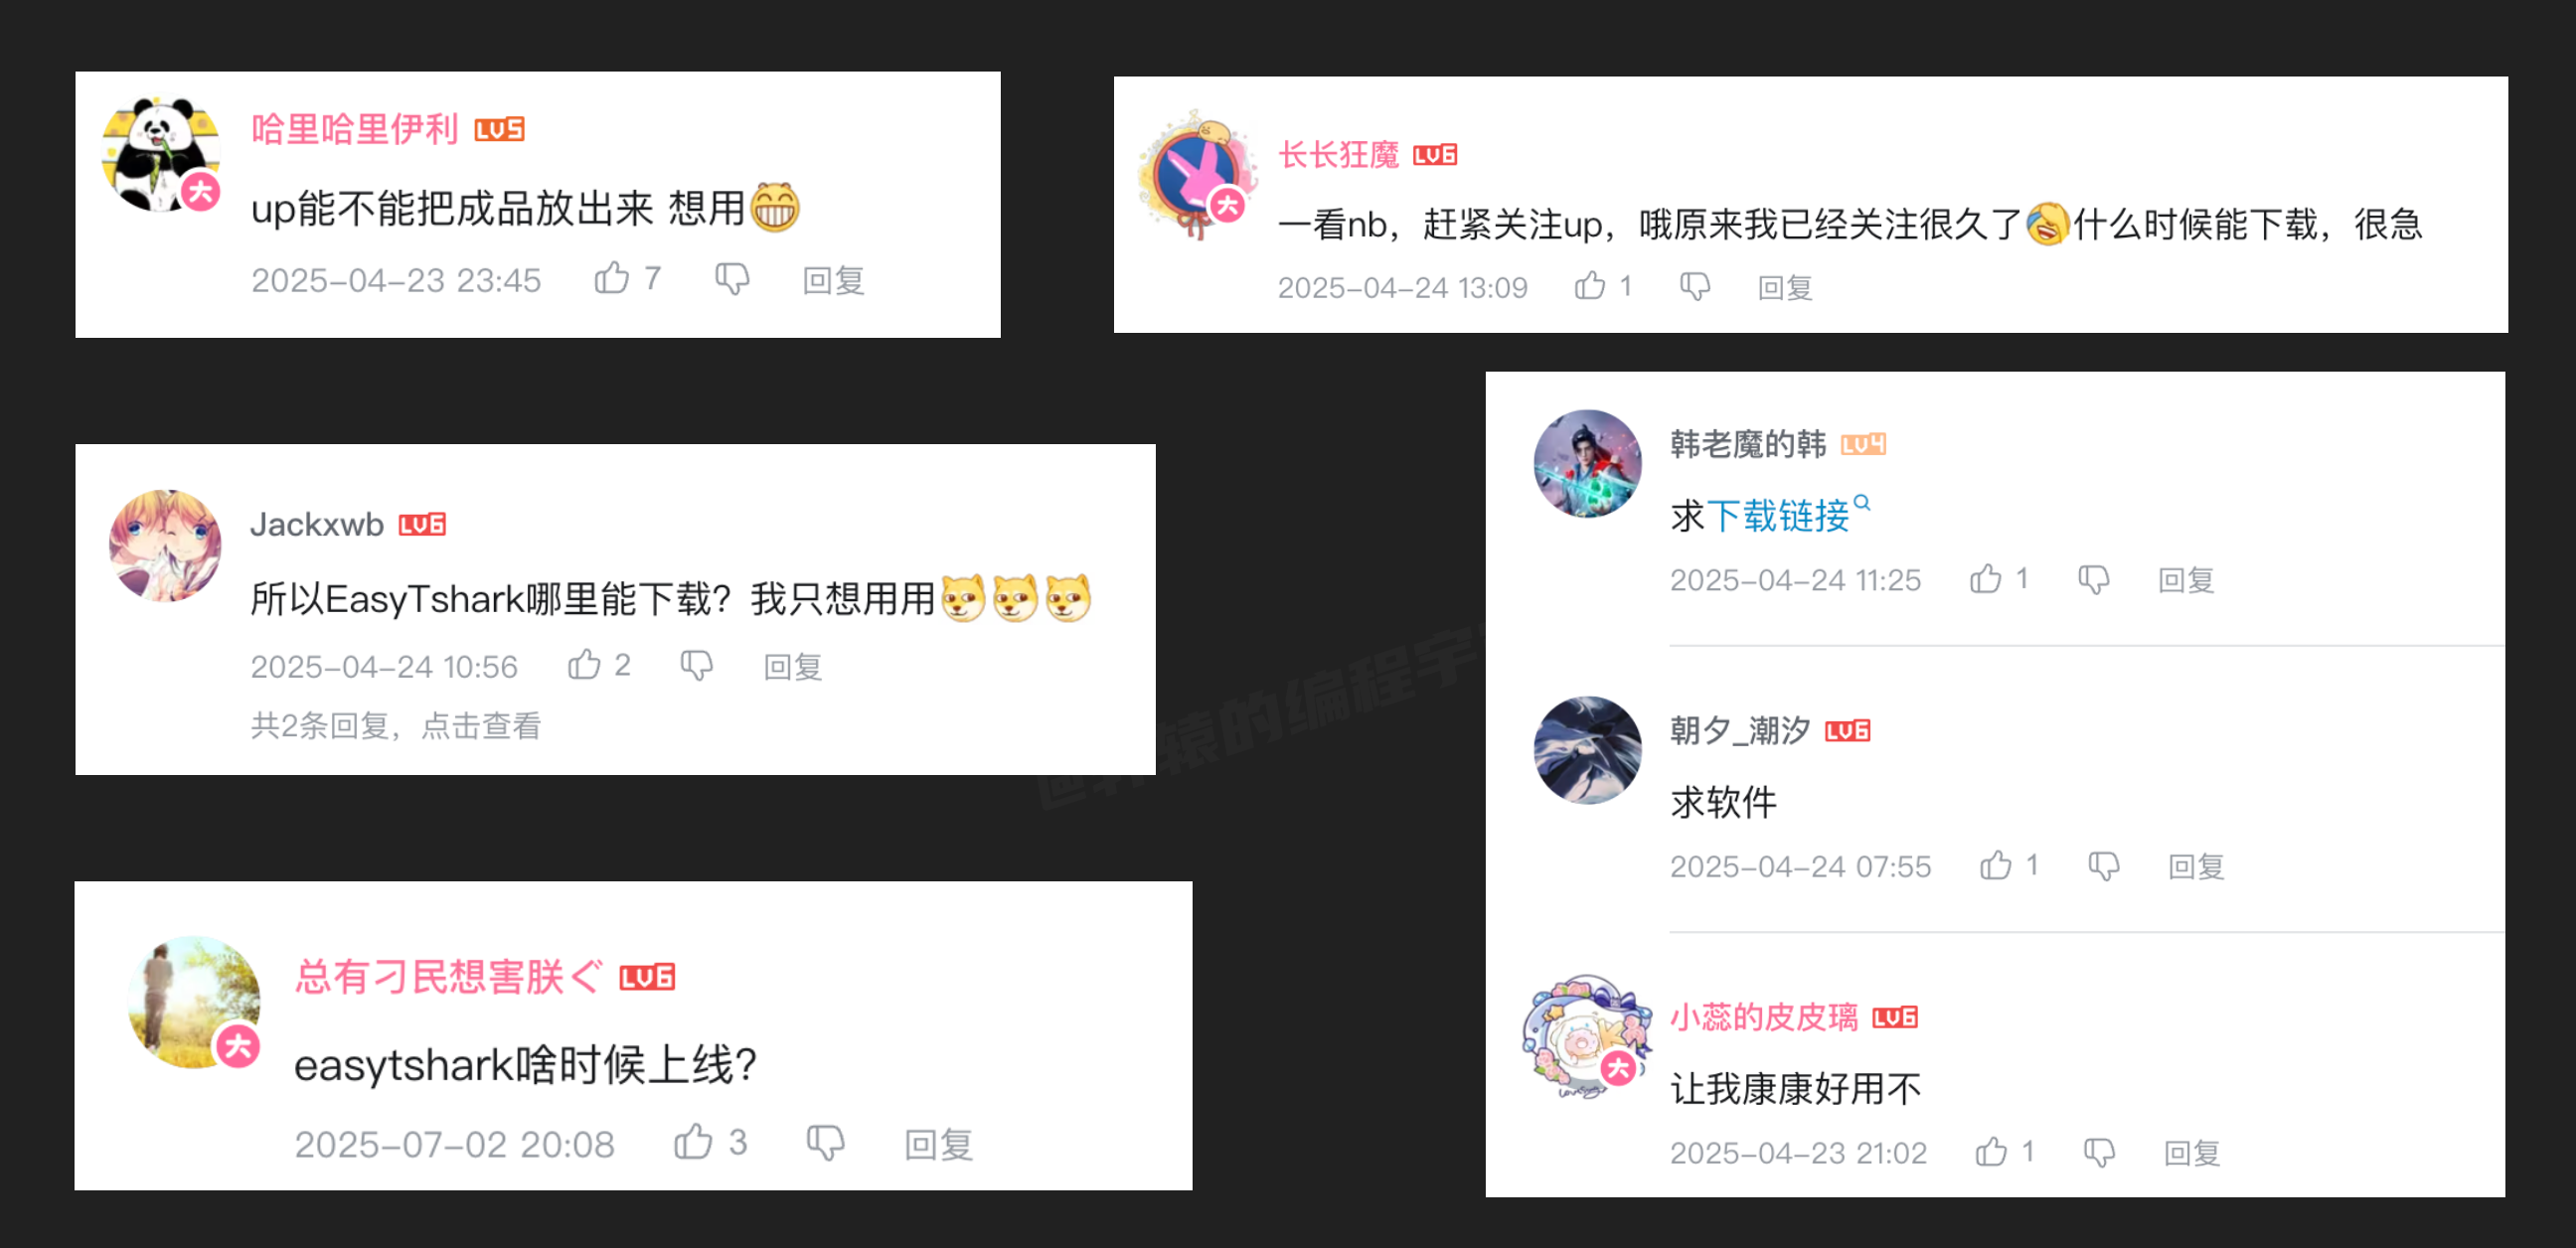 哈里哈里伊利 LV5
up能不能把成品放出来 想用
2025-04-23 23:45 7 回复
长长狂魔 LV6
一看nb，赶紧关注up，哦原来我已经关注很久了什么时候能下载，很急
2025-04-24 13:09 1 回复
Jackxwb LV6
所以EasyTshark哪里能下载？我只想用用
2025-04-24 10:56 2 回复
共2条回复，点击查看
总有刁民想害朕ぐ LV6
easytshark啥时候上线？
2025-07-02 20:08 3 回复
韩老魔的韩 LV4
求下载链接
2025-04-24 11:25 1 回复
朝夕_潮汐 LV6
求软件
2025-04-24 07:55 1 回复
小蕊的皮皮璃 LV6
让我康康好用不
2025-04-23 21:02 1 回复
辕的编程宇